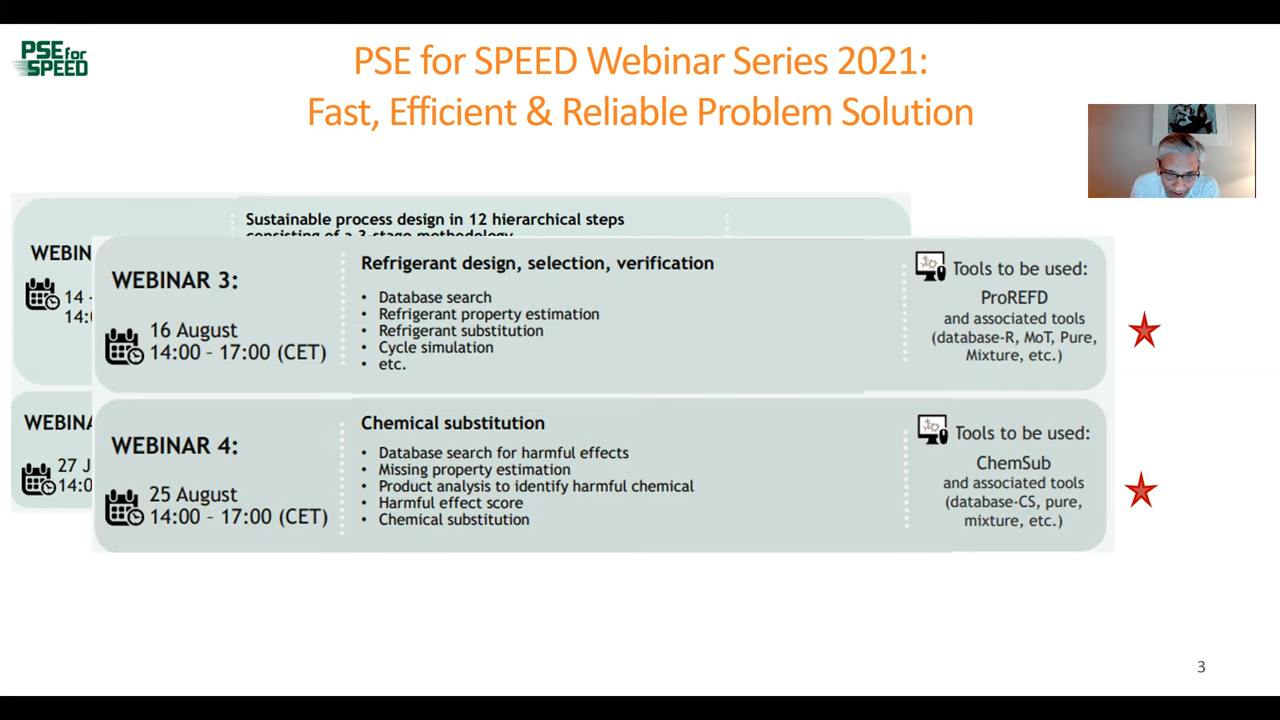 PSE for
SPEED
PSE for SPEED Webinar Series 2021:
Fast, Efficient & Reliable Problem Solution
Sustainable process design in 12 hierarchical steps
consisting of a 3-stage methodology
WEBIN
14 -
14:0
WEBINAR 3:
16 August
14:00 - 17:00 (CET)
Refrigerant design, selection, verification
• Database search
• Refrigerant property estimation
• Refrigerant substitution
• Cycle simulation
• etc.
Tools to be used:
ProREFD
and associated tools
(database-R, MoT, Pure,
Mixture, etc.)
WEBINA
27 J
14:0
WEBINAR 4:
25 August
14:00 - 17:00 (CET)
Chemical substitution
• Database search for harmful effects
• Missing property estimation
• Product analysis to identify harmful chemical
• Harmful effect score
• Chemical substitution
Tools to be used:
ChemSub
and associated tools
(database-CS, pure,
mixture, etc.)
3